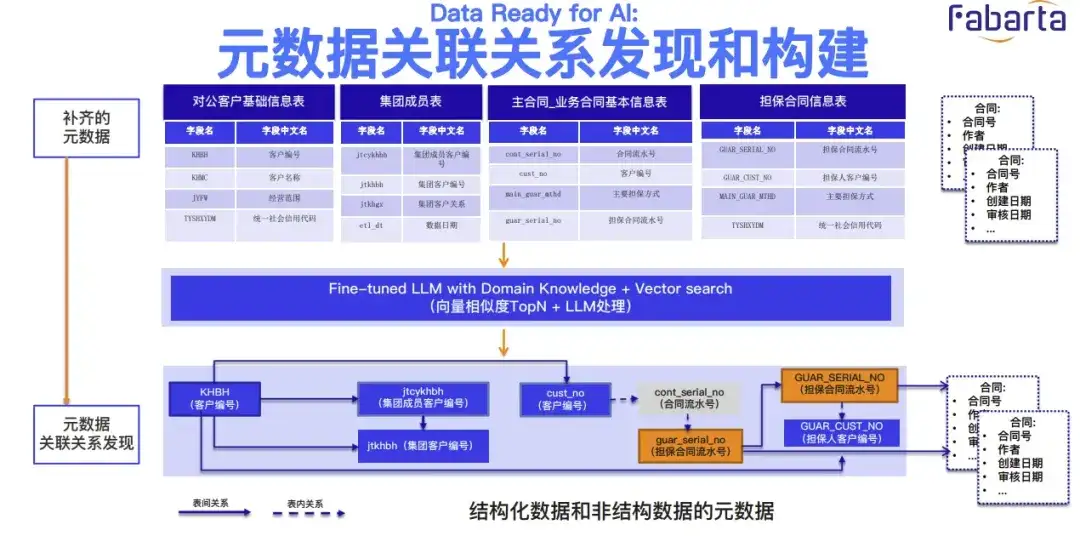 Data Ready for AI:
Fabarta
元数据关联关系发现和构建
补齐的
元数据
对公客户基础信息表
字段名 字段中文名
KHBH 客户编号
KHMC 客户名称
JYFW 经营范围
TYSHXYDM 统一社会信用代码
集团成员表
字段名 字段中文名
jtcykhbh 集团成员客户编
号
jtkhbh 集团客户编号
jtkhgx 集团客户关系
etl_dt 数据日期
主合同_业务合同基本信息表
字段名 字段中文名
cont_serial_no 合同流水号
cust_no 客户编号
main_guar_mthd 主要担保方式
guar_serial_no 担保合同流水号
担保合同信息表
字段名 字段中文名
GUAR_SERIAL_NO 担保合同流水号
GUAR_CUST_NO 担保人客户编号
MAIN_GUAR_MTHD 主要担保方式
TYSHXYDM 统一社会信用代码
合同:
• 合同号
• 作者
创建日期
合同:
• 合同号
• 作者
• 创建日期
• 审核日期
• ...
Fine-tuned LLM with Domain Knowledge + Vector search
（向量相似度TopN + LLM处理）
元数据
关联关系发现
KHBH
（客户编号）
jtcykhbh
（集团成员客户编号）
jtkhbh（集团客户编号）
cust_no
（客户编号）
cont_serial_no
（合同流水号）
guar_serial_no
（担保合同流水号）
GUAR_SERIAL_NO
（担保合同流水号）
GUAR_CUST_NO
（担保人客户编号）
合同:
• 合同号
• 作
• 创
• 审
• ...
合同:
• 合同号
• 作者
• 创建日期
• 审核日期
• ...
表间关系
表内关系
结构化数据和非结构数据的元数据